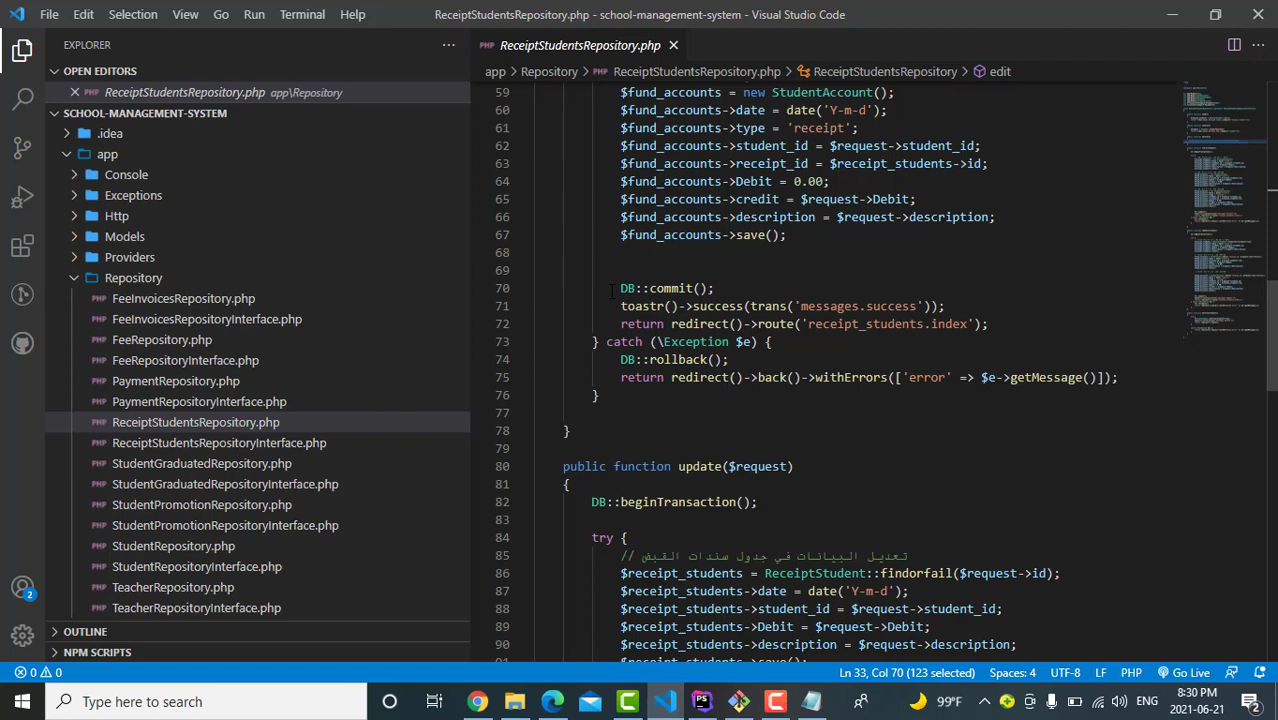 File Edit Selection View Go Run Terminal Help
ReceiptStudentsRepository.php - school-management-system - Visual Studio Code
EXPLORER
OPEN EDITORS
ReceiptStudentsRepository.php app\Repository
SCHOOL-MANAGEMENT-SYSTEM
.idea
app
Console
Exceptions
Http
Models
Providers
Repository
FeeInvoicesRepository.php
FeeInvoicesRepositoryInterface.php
FeeRepository.php
FeeRepositoryInterface.php
PaymentRepository.php
PaymentRepositoryInterface.php
ReceiptStudentsRepository.php
ReceiptStudentsRepositoryInterface.php
StudentGraduatedRepository.php
StudentGraduatedRepositoryInterface.php
StudentPromotionRepository.php
StudentPromotionRepositoryInterface.php
StudentRepository.php
StudentRepositoryInterface.php
TeacherRepository.php
TeacherRepositoryInterface.php
OUTLINE
NPM SCRIPTS
2
ReceiptStudentsRepository.php
app > Repository > ReceiptStudentsRepository.php > ReceiptStudentsRepository > edit
59 $fund_accounts = new StudentAccount();
60 $fund_accounts->date = date('Y-m-d');
61 $fund_accounts->type = 'receipt';
62 $fund_accounts->student_id = $request->student_id;
63 $fund_accounts->receipt_id = $receipt_students->id;
64 $fund_accounts->Debit = 0.00;
65 $fund_accounts->credit = $request->Debit;
66 $fund_accounts->description = $request->description;
67 $fund_accounts->save();
68
69
70 DB::commit();
71 toastr()->success(trans('messages.success'));
72 return redirect()->route('receipt_students.index');
73 } catch (\Exception $e) {
74 DB::rollback();
75 return redirect()->back()->withErrors(['error' => $e->getMessage()]);
76 }
77
78 }
79
80 public function update($request)
81 {
82 DB::beginTransaction();
83
84 try {
85 // تعديل البيانات في جدول سندات القبض
86 $receipt_students = ReceiptStudent::findorfail($request->id);
87 $receipt_students->date = date('Y-m-d');
88 $receipt_students->student_id = $request->student_id;
89 $receipt_students->Debit = $request->Debit;
90 $receipt_students->description = $request->description;
91 $receipt_students->save();
0 0
Ln 33, Col 70 (123 selected) Spaces: 4 UTF-8 LF PHP Go Live
Type here to search
99°F
ENG
8:30 PM
2021-06-21
2